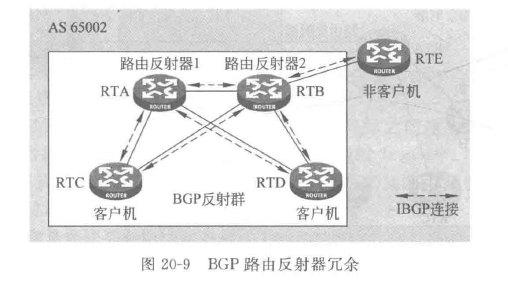 AS 65002
路由反射器1 路由反射器2
RTA
ROUTER
RTB
ROUTER
RTE
ROUTER
非客户机
RTC
ROUTER
客户机
BGP反射群
RTD
ROUTER
客户机
IBGP连接
图 20-9 BGP 路由反射器冗余